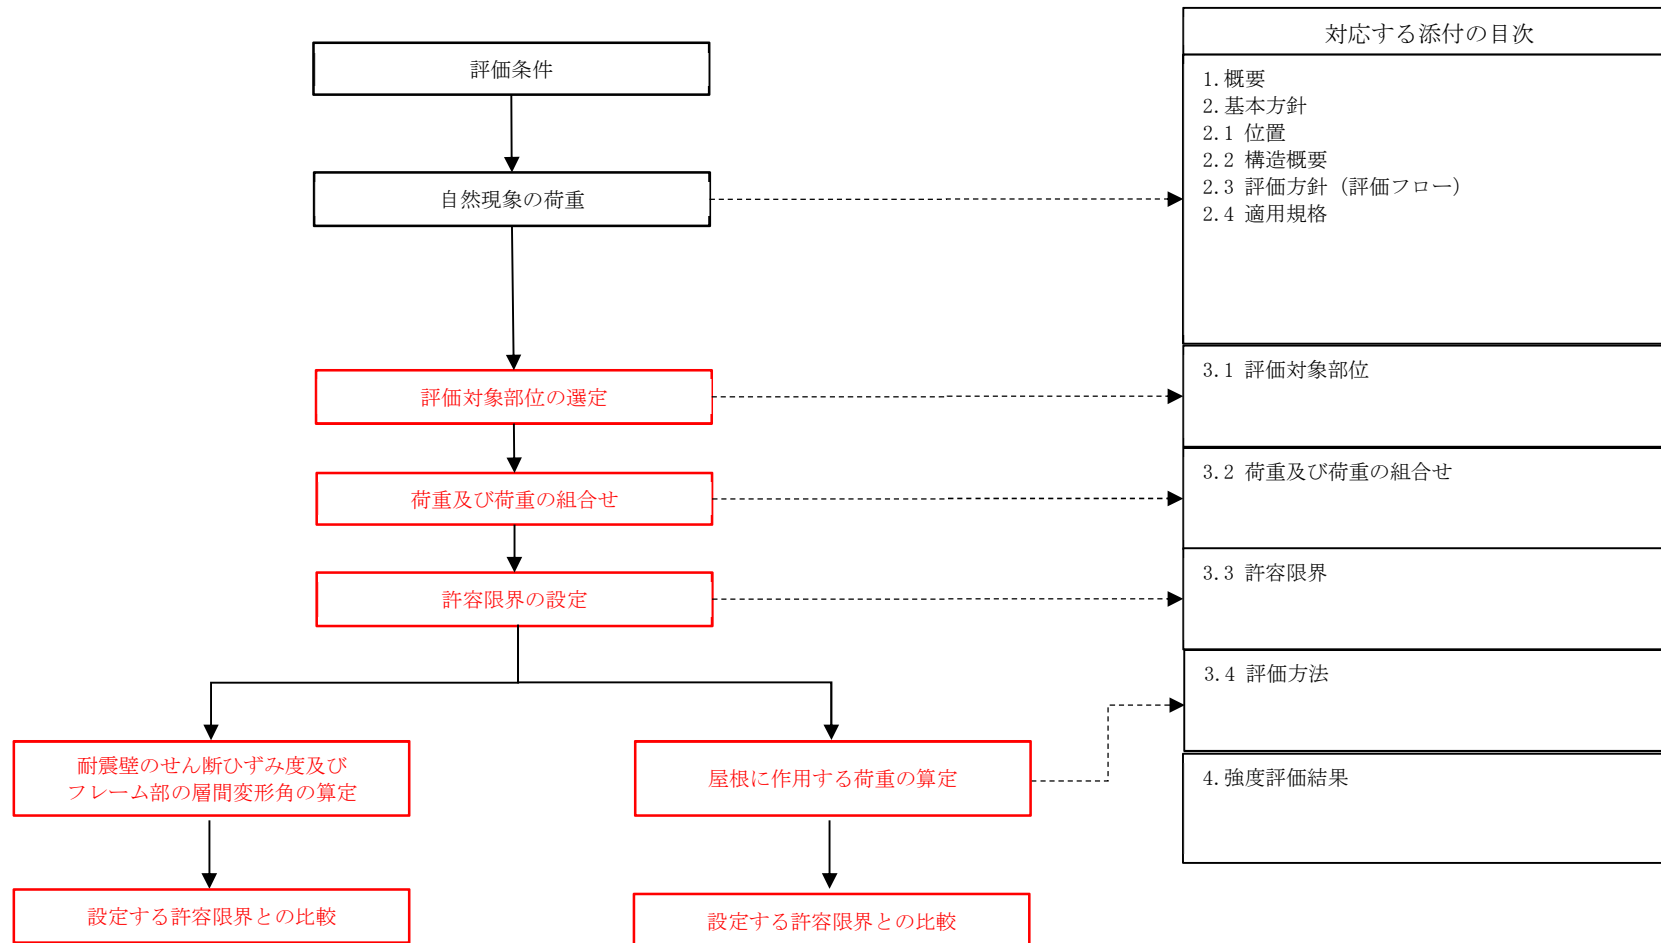 評価条件
自然現象の荷重
評価対象部位の選定
荷重及び荷重の組合せ
許容限界の設定
耐震壁のせん断ひずみ度及び
フレーム部の層間変形角の算定
設定する許容限界との比較
屋根に作用する荷重の算定
設定する許容限界との比較
対応する添付の目次
1.概要
2.基本方針
2.1 位置
2.2 構造概要
2.3 評価方針（評価フロー）
2.4 適用規格
3.1 評価対象部位
3.2 荷重及び荷重の組合せ
3.3 許容限界
3.4 評価方法
4.強度評価結果